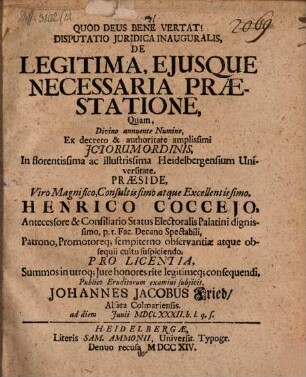 2069
QUOD DEUS BENE VERTAT!
DISPUTATIO JURIDICA INAUGURALIS,
DE
LEGITIMA, EJUSQUE
NECESSARIA PRÆ-
STATIONE,
Quam,
Divino annuente Numine,
Ex decreto & authoritate amplissimi
JCTORUM ORDINIS,
In florentissima ac illustrissima Heidelbergensium Uni-
versitate,
PRÆSIDE,
Viro Magnifico, Consultissimo atque Excellentissimo,
HENRICO COCCEJO,
Antecessore & Consiliario Status Electoralis Palatini dignis-
simo, p. t. Fac. Decano Spectabili,
Patrono, Promotoreq; sempiterno observantiæ atque ob-
sequii cultu suspiciendo,
PRO LICENTIA,
Summos in utroq; Jure honores rite legitimeq; consequendi,
Publico Eruditorum examini subjicit,
JOHANNES JACOBUS Fried/
Alsata Colmariensis.
ad diem Junii MDCLXXXII. h. l. q. s.
HEIDELBERGÆ,
Literis SAM. AMMONII, Universit. Typogr.
Denuo recusa MDCCXIV.